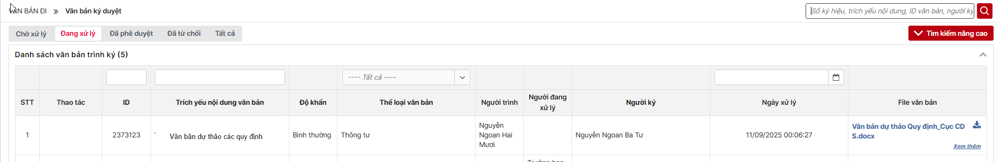 VĂN BẢN ĐI » Văn bản ký duyệt
Số ký hiệu, trích yếu nội dung, ID văn bản, người ký
Chờ xử lý Đang xử lý Đã phê duyệt Đã từ chối Tất cả
Tìm kiếm nâng cao
Danh sách văn bản trình ký (5)
---- Tất cả ----
STT Thao tác ID Trích yếu nội dung văn bản Độ khẩn Thể loại văn bản Người trình Người đang xử lý Người ký Ngày xử lý File văn bản
1 2373123 Văn bản dự thảo các quy định Bình thường Thông tư Nguyễn Ngoan Hai Mươi Nguyễn Ngoan Ba Tư 11/09/2025 00:06:27 Văn bản dự thảo Quy định_Cục CD
S.docx
Xem thêm